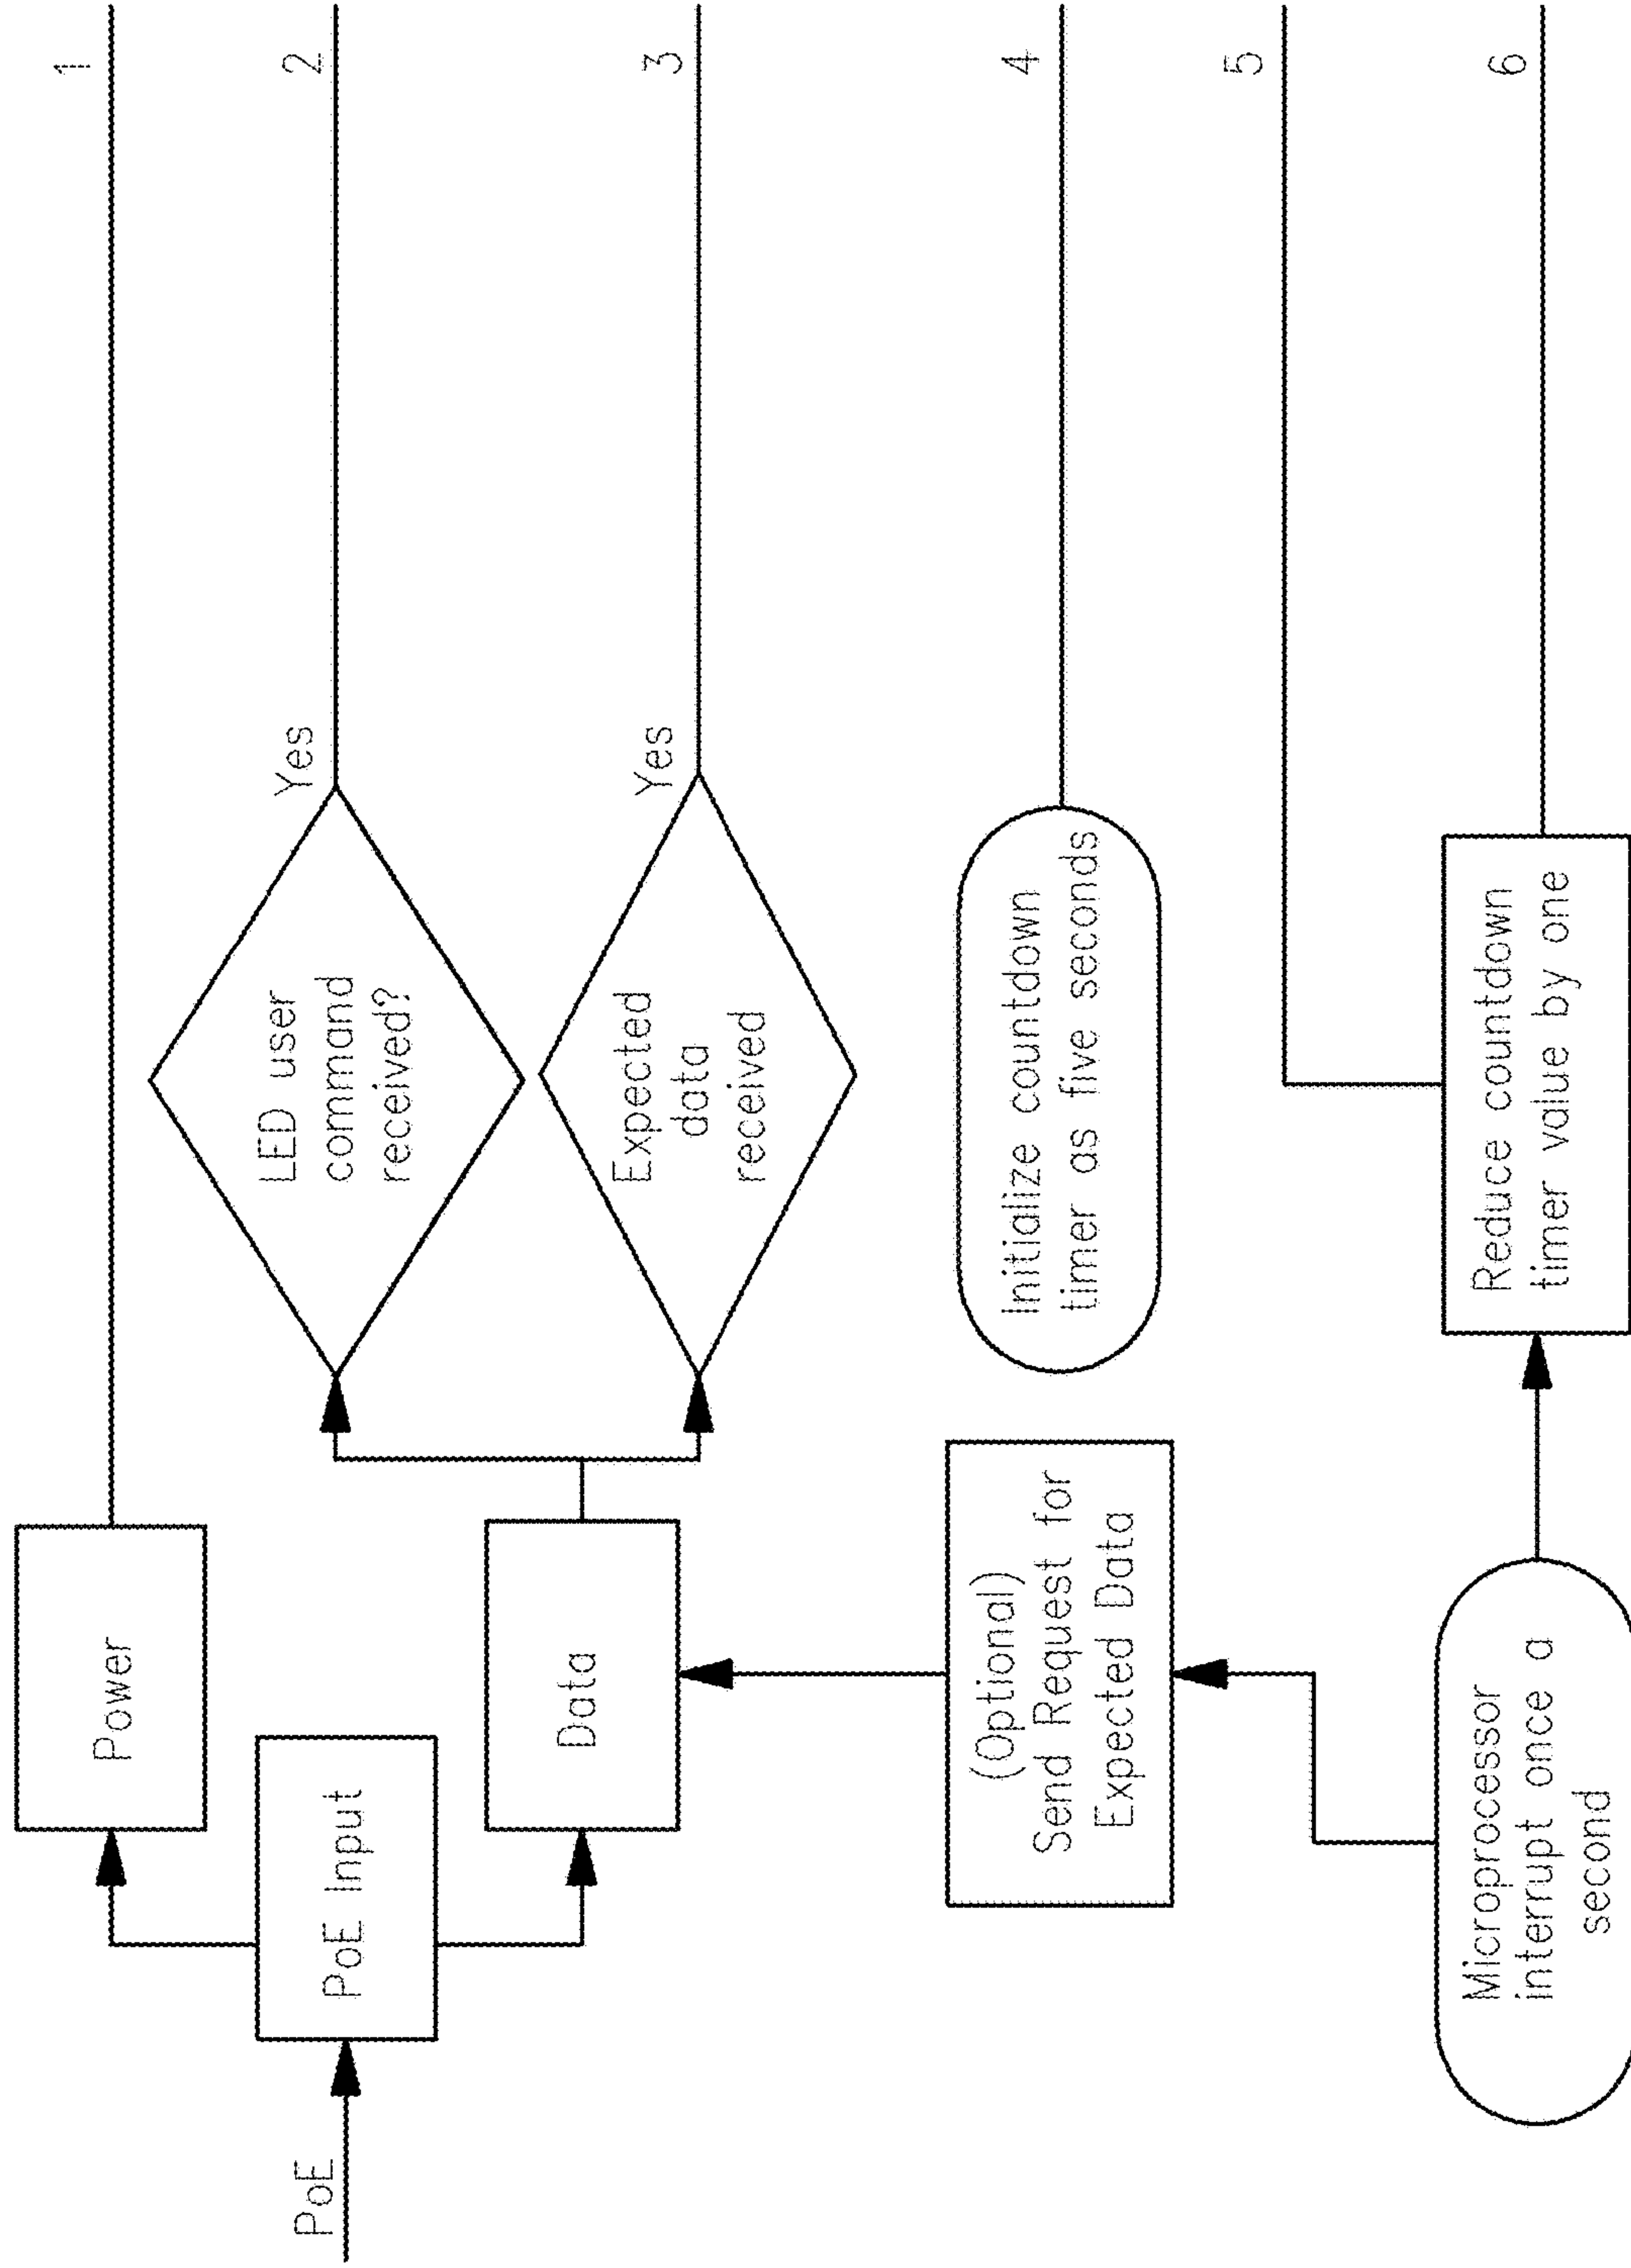 PoE
PoE Input
Power
Data
LED user
command
received?
Yes
Expected
data
received
Yes
(Optional)
Send Request for
Expected Data
Initialize countdown
timer as five seconds
Microprocessor
interrupt once a
second
Reduce countdown
timer value by one
1
2
3
4
5
6